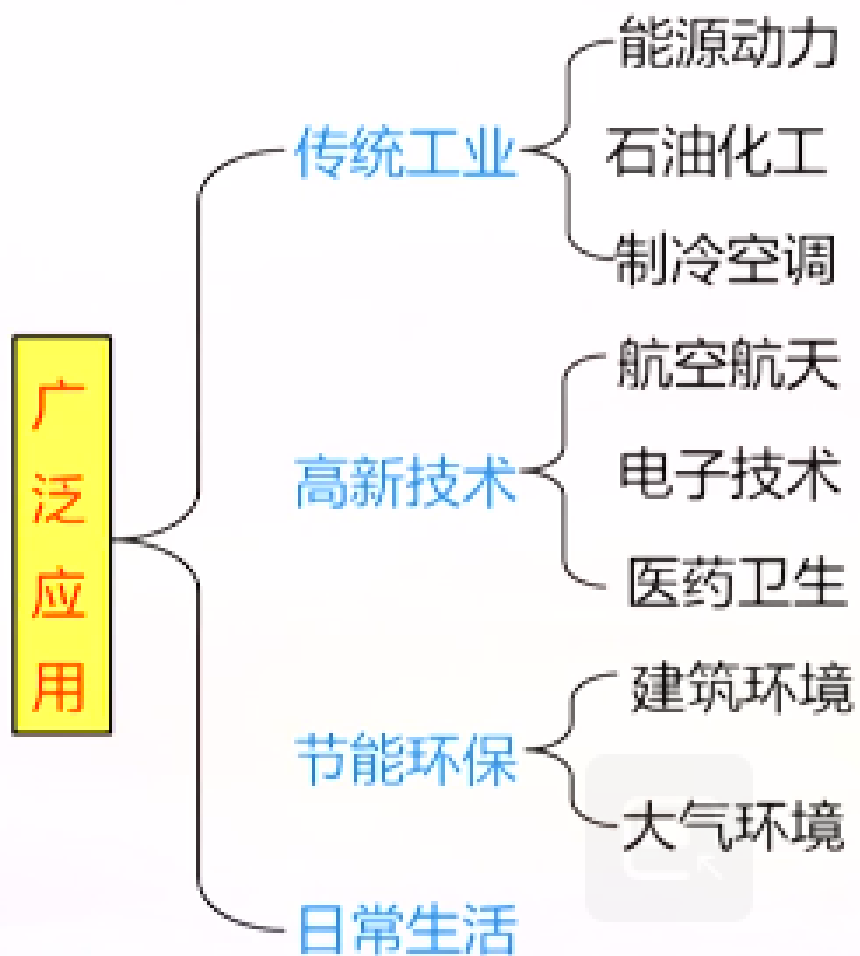 广泛应用
传统工业
能源动力
石油化工
制冷空调
高新技术
航空航天
电子技术
医药卫生
节能环保
建筑环境
大气环境
日常生活